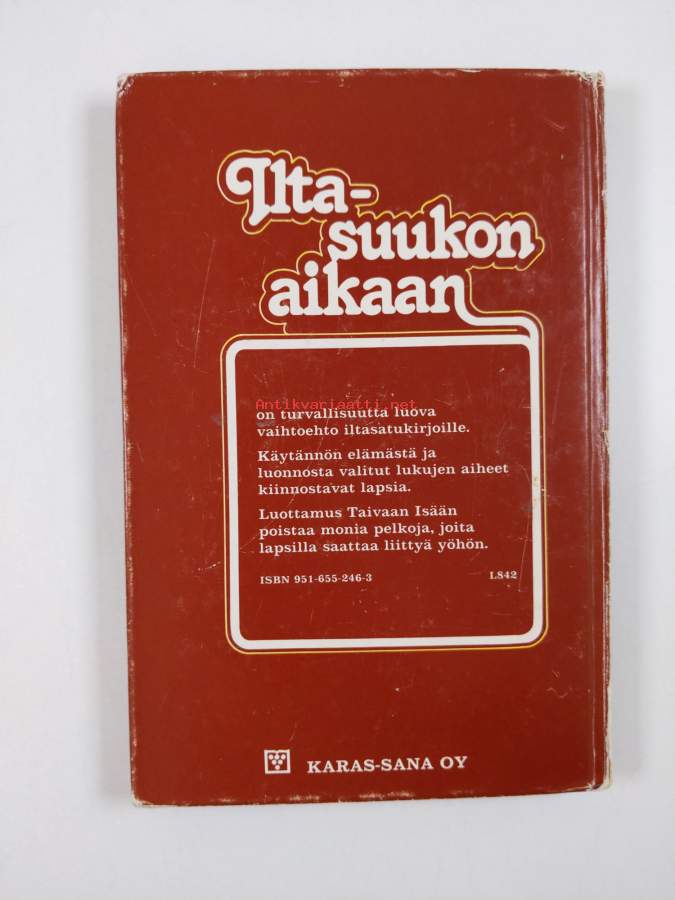 Ilta-
suukon
aikaan
Antikvariaatti.net
on turvallisuutta luova
vaihtoehto iltasatukirjoille.
Käytännön elämästä ja
luonnosta valitut lukujen aiheet
kiinnostavat lapsia.
Luottamus Taivaan Isään
poistaa monia pelkoja, joita
lapsilla saattaa liittyä yöhön.
ISBN 951-655-246-3 L842
KARAS-SANA OY